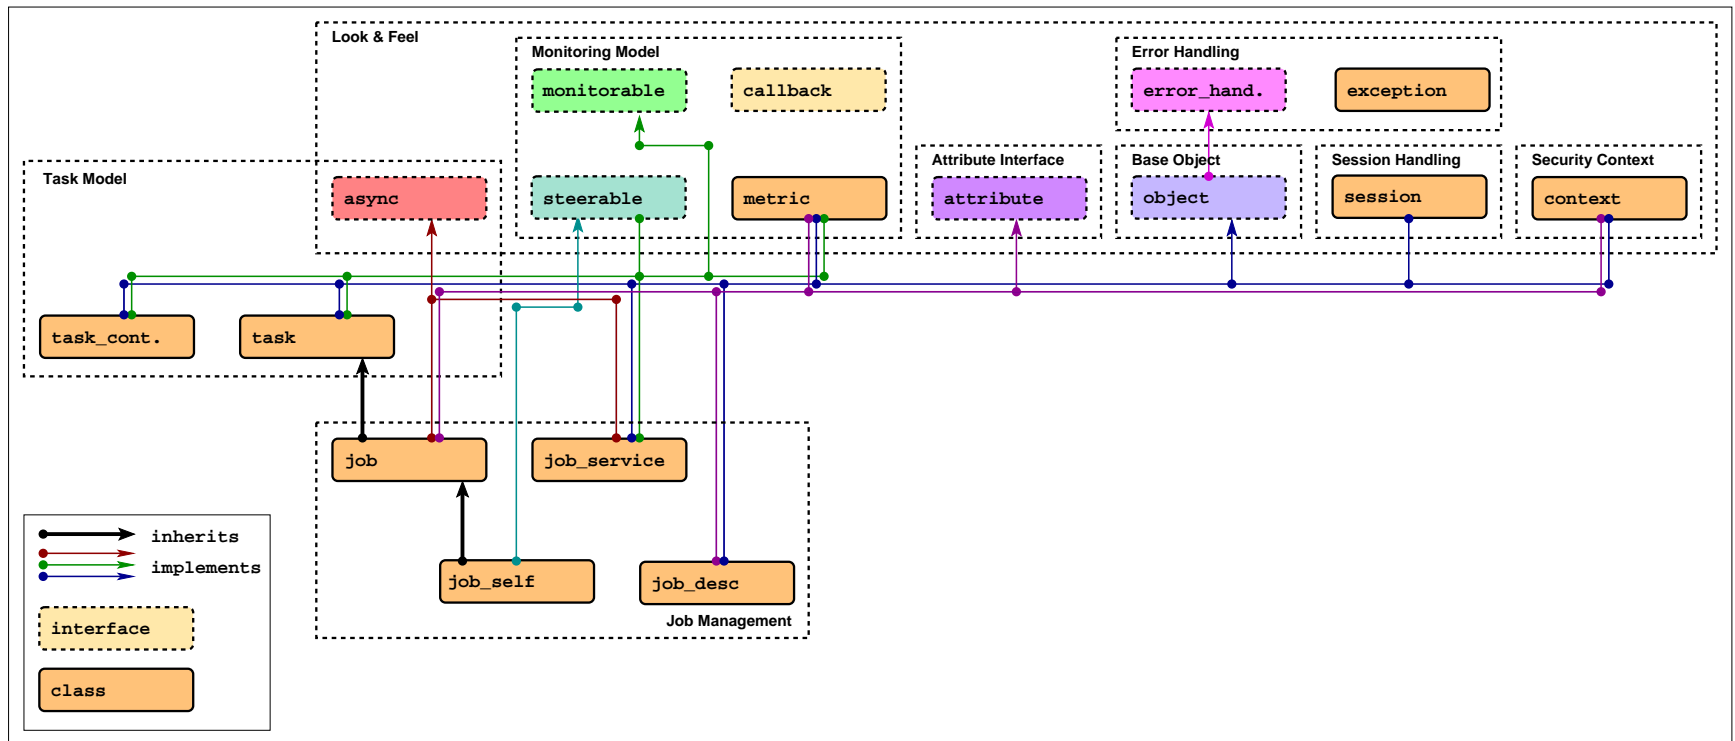 Look & Feel
Monitoring Model
Error Handling
monitorable
callback
error_hand.
exception
Task Model
Attribute Interface
Base Object
Session Handling
Security Context
async
steerable
metric
attribute
object
session
context
task_cont.
task
job
job_service
job_self
job_desc
Job Management
inherits
implements
interface
class